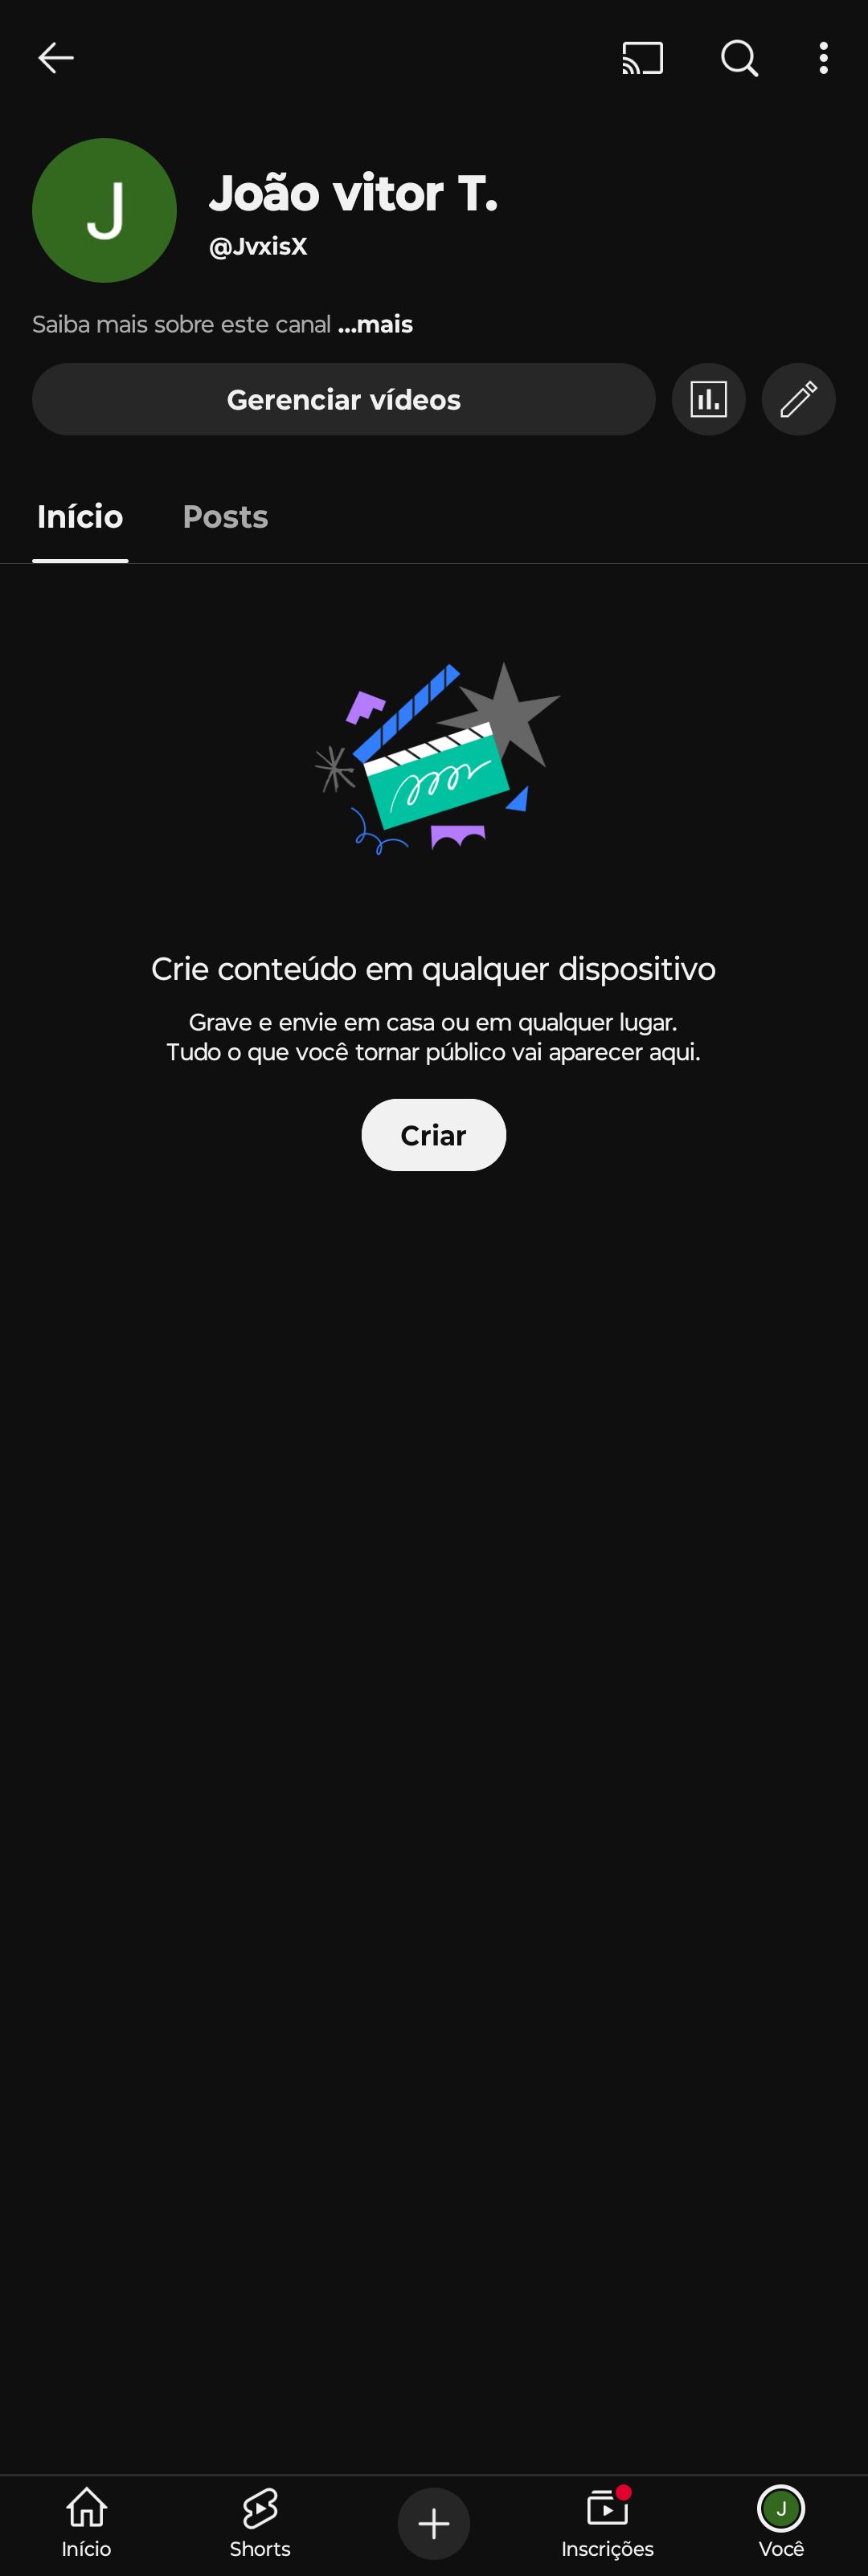 J
João vitor T.
@JvxisX
Saiba mais sobre este canal ...mais
Gerenciar vídeos
Início Posts
Crie conteúdo em qualquer dispositivo
Grave e envie em casa ou em qualquer lugar.
Tudo o que você tornar público vai aparecer aqui.
Criar
J
Início Shorts Inscrições Você